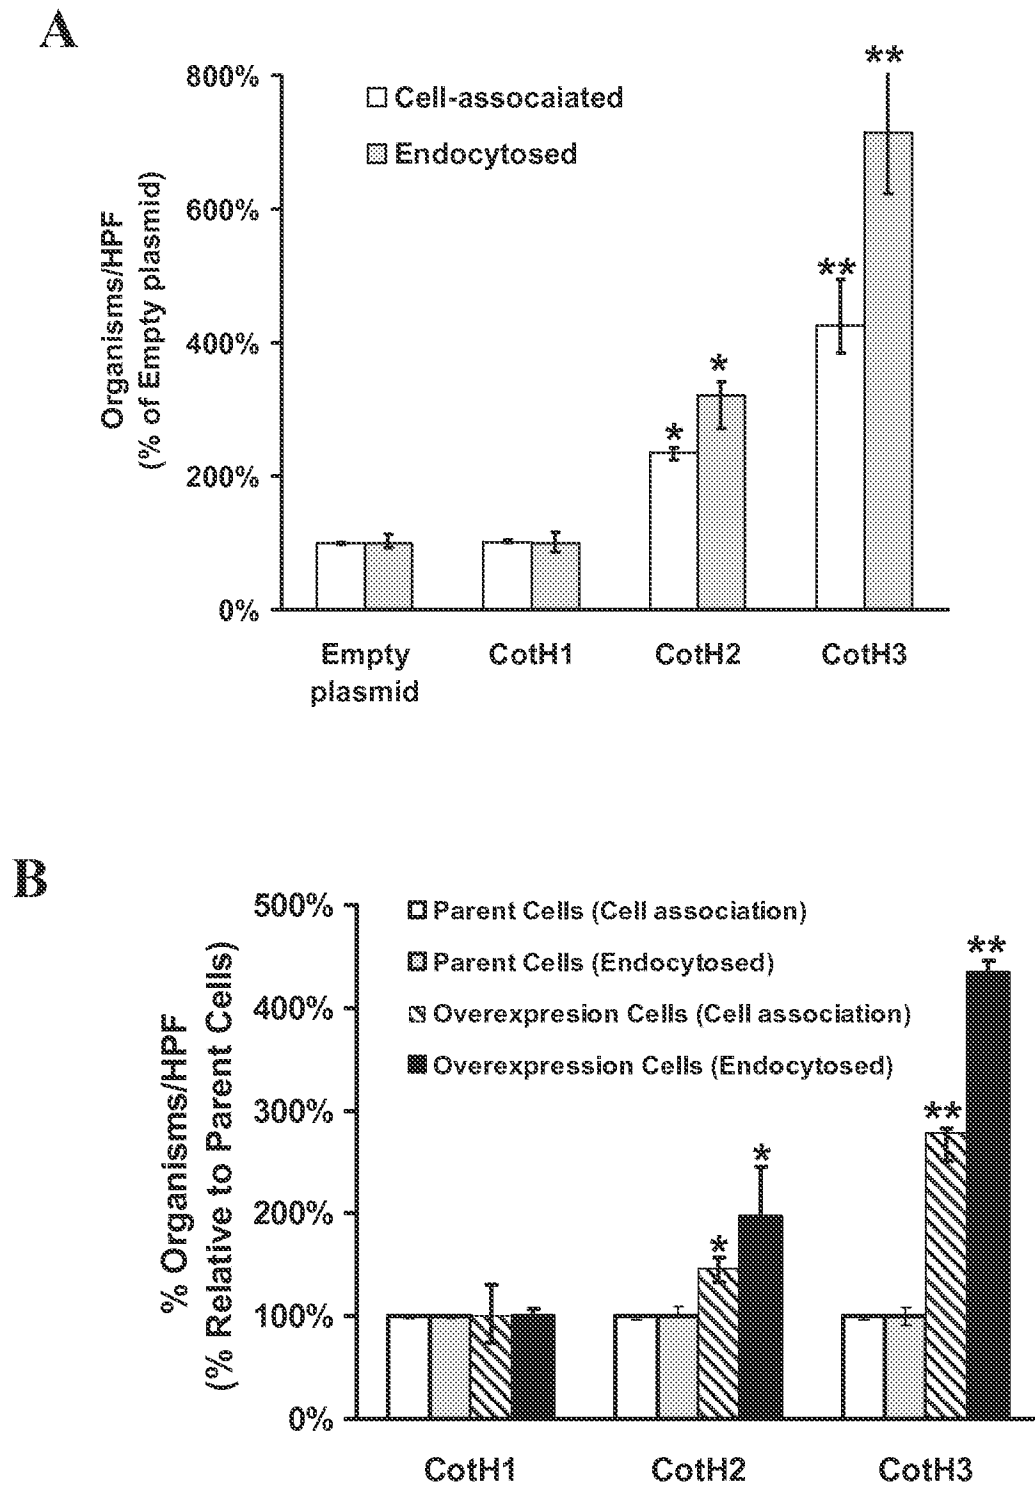 A
800%
600%
400%
200%
0%
Organisms/HPF
(% of Empty plasmid)
Cell-assocaiated
Endocytosed
*
*
**
**
Empty
plasmid
CotH1
CotH2
CotH3
B
500%
400%
300%
200%
100%
0%
% Organisms/HPF
(% Relative to Parent Cells)
Parent Cells (Cell association)
Parent Cells (Endocytosed)
Overexpresion Cells (Cell association)
Overexpression Cells (Endocytosed)
*
*
**
**
CotH1
CotH2
CotH3